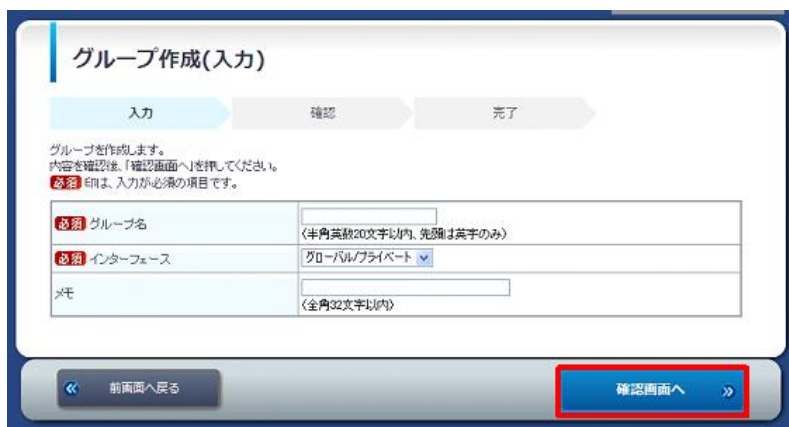 グループ作成(入力)
入力
確認
完了
グループを作成します。
内容を確認後、「確認画面へ」を押してください。
必須 印は、入力が必須の項目です。
必須 グループ名
(半角英数20文字以内、先頭は英字のみ)
必須 インターフェース
グローバル/プライベート
メモ
(全角32文字以内)
前画面へ戻る
確認画面へ